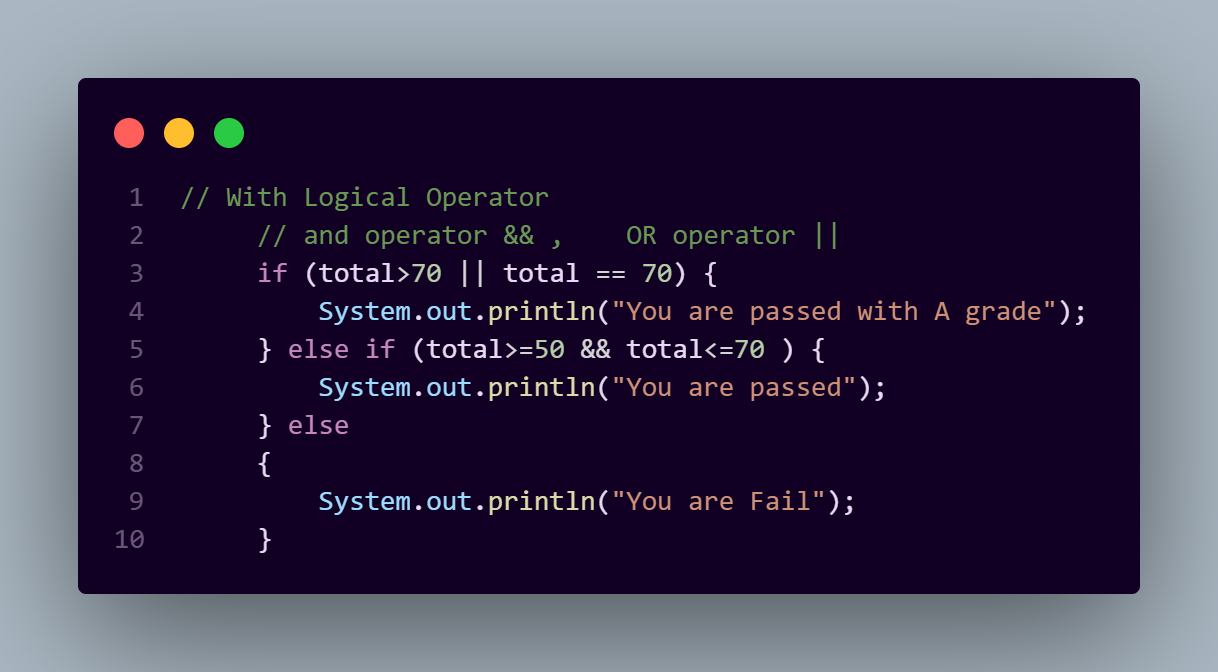 1 // With Logical Operator
2 // and operator && ,    OR operator ||
3 if (total>70 || total == 70) {
4 System.out.println("You are passed with A grade");
5 } else if (total>=50 && total<=70 ) {
6 System.out.println("You are passed");
7 } else
8 {
9 System.out.println("You are Fail");
10 }